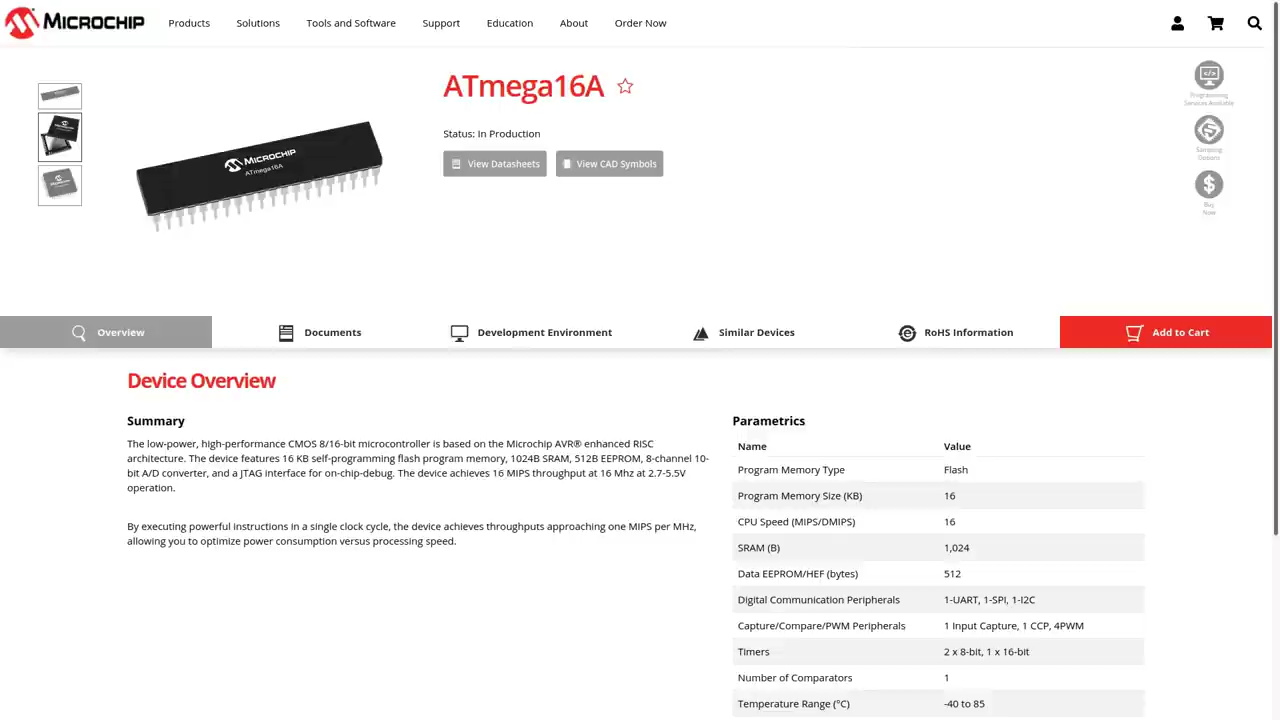 MICROCHIP
Products
Solutions
Tools and Software
Support
Education
About
Order Now
ATmega16A
Status: In Production
View Datasheets
View CAD Symbols
MICROCHIP
ATmega16A
Programming
Services Available
Sampling
Options
Buy
Now
Overview
Documents
Development Environment
Similar Devices
RoHS Information
Add to Cart
Device Overview
Summary
The low-power, high-performance CMOS 8/16-bit microcontroller is based on the Microchip AVR® enhanced RISC
architecture. The device features 16 KB self-programming flash program memory, 1024B SRAM, 512B EEPROM, 8-channel 10-
bit A/D converter, and a JTAG interface for on-chip-debug. The device achieves 16 MIPS throughput at 16 Mhz at 2.7-5.5V
operation.
By executing powerful instructions in a single clock cycle, the device achieves throughputs approaching one MIPS per MHz,
allowing you to optimize power consumption versus processing speed.
Parametrics
Name Value
Program Memory Type Flash
Program Memory Size (KB) 16
CPU Speed (MIPS/DMIPS) 16
SRAM (B) 1,024
Data EEPROM/HEF (bytes) 512
Digital Communication Peripherals 1-UART, 1-SPI, 1-I2C
Capture/Compare/PWM Peripherals 1 Input Capture, 1 CCP, 4PWM
Timers 2 x 8-bit, 1 x 16-bit
Number of Comparators 1
Temperature Range (°C) -40 to 85